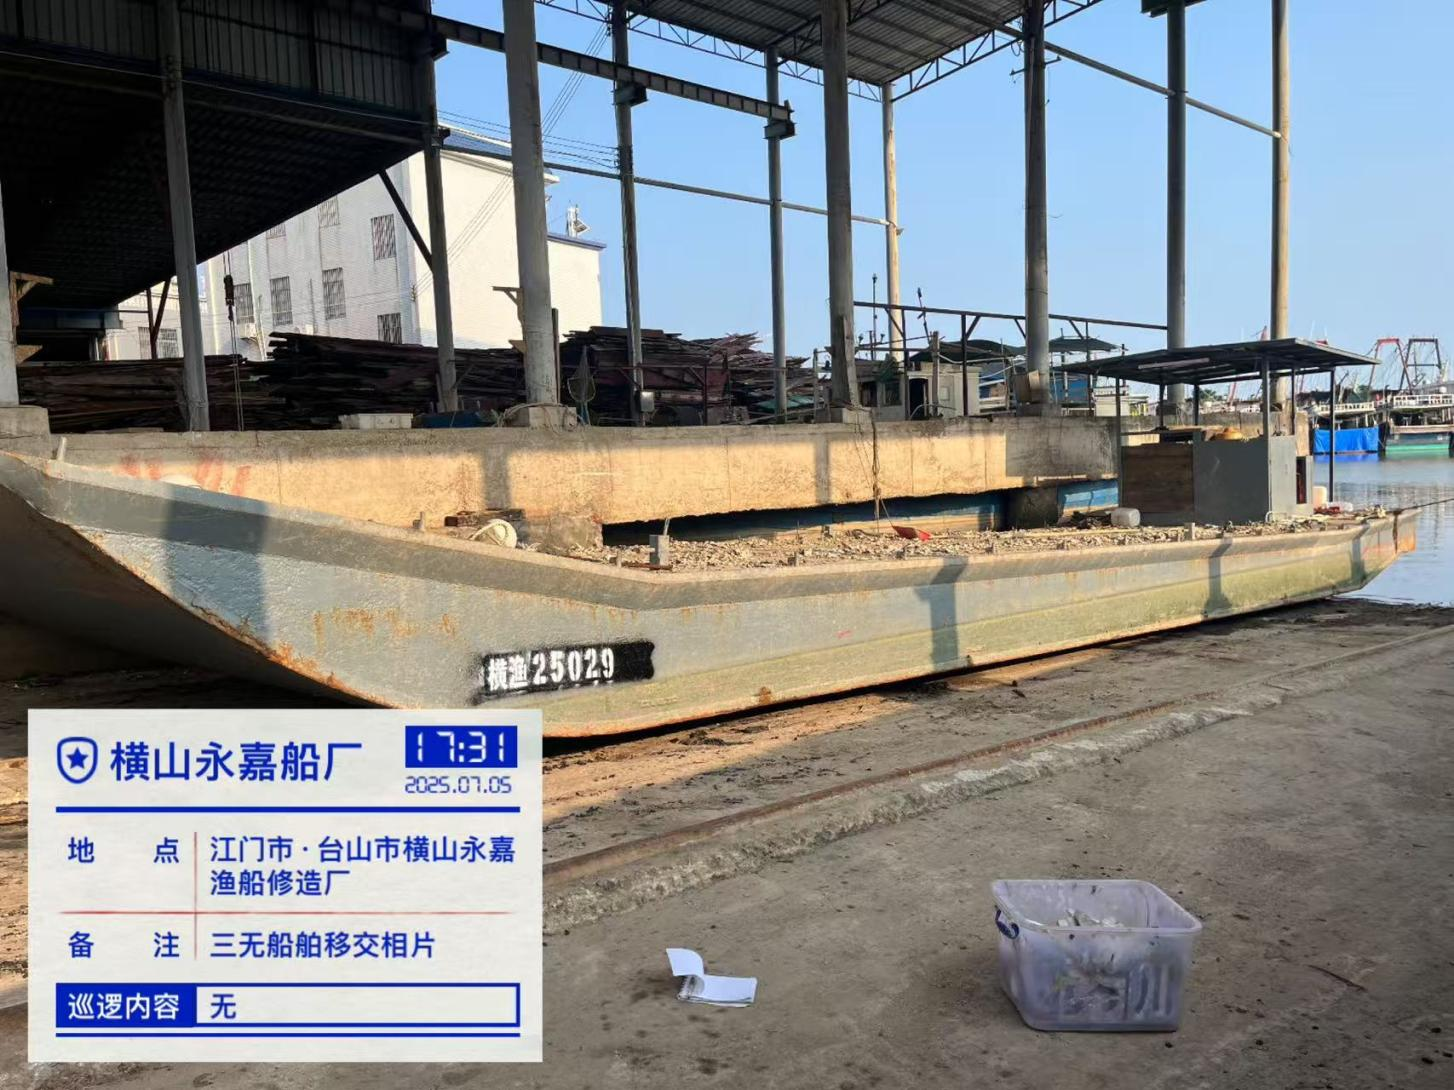 横渔25029
横山永嘉船厂
17:31
2025.07.05
地 点
江门市·台山市横山永嘉
渔船修造厂
备 注
三无船舶移交相片
巡逻内容
无